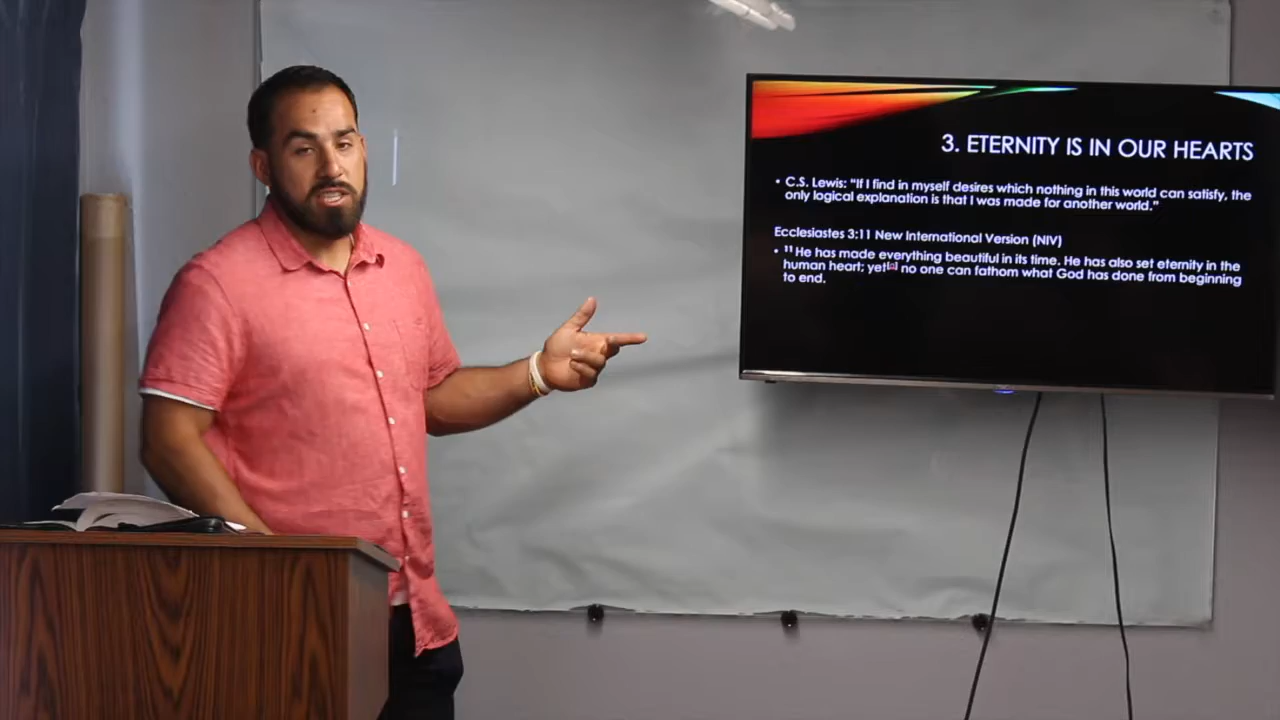 3. ETERNITY IS IN OUR HEARTS
• C.S. Lewis: “If I find in myself desires which nothing in this world can satisfy, the
only logical explanation is that I was made for another world.”
Ecclesiastes 3:11 New International Version (NIV)
• 11 He has made everything beautiful in its time. He has also set eternity in the
human heart; yet[a] no one can fathom what God has done from beginning
to end.